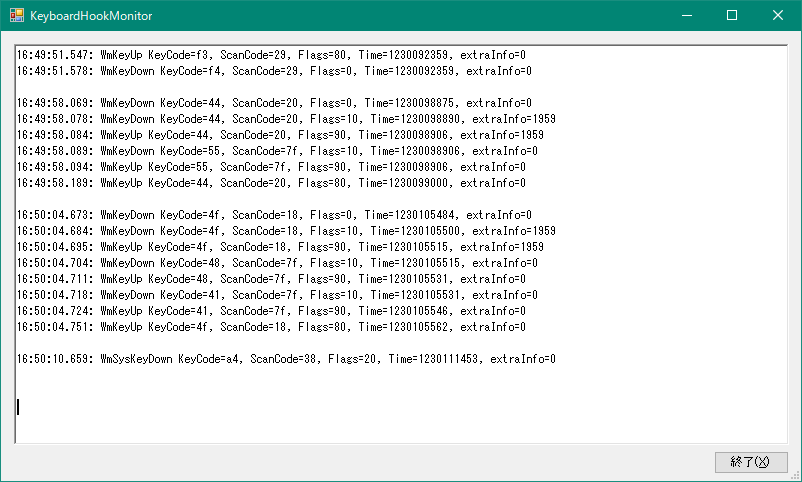 KeyboardHookMonitor
16:49:51.547: WmKeyUp KeyCode=f3, ScanCode=29, Flags=80, Time=1230092359, extraInfo=0
16:49:51.578: WmKeyDown KeyCode=f4, ScanCode=29, Flags=0, Time=1230092359, extraInfo=0
16:49:58.069: WmKeyDown KeyCode=44, ScanCode=20, Flags=0, Time=1230098875, extraInfo=0
16:49:58.078: WmKeyDown KeyCode=44, ScanCode=20, Flags=10, Time=1230098890, extraInfo=1959
16:49:58.084: WmKeyUp KeyCode=44, ScanCode=20, Flags=90, Time=1230098906, extraInfo=1959
16:49:58.089: WmKeyDown KeyCode=55, ScanCode=7f, Flags=10, Time=1230098906, extraInfo=0
16:49:58.094: WmKeyUp KeyCode=55, ScanCode=7f, Flags=90, Time=1230098906, extraInfo=0
16:49:58.189: WmKeyUp KeyCode=44, ScanCode=20, Flags=80, Time=1230099000, extraInfo=0
16:50:04.673: WmKeyDown KeyCode=4f, ScanCode=18, Flags=0, Time=1230105484, extraInfo=0
16:50:04.684: WmKeyDown KeyCode=4f, ScanCode=18, Flags=10, Time=1230105500, extraInfo=1959
16:50:04.695: WmKeyUp KeyCode=4f, ScanCode=18, Flags=90, Time=1230105515, extraInfo=1959
16:50:04.704: WmKeyDown KeyCode=48, ScanCode=7f, Flags=10, Time=1230105515, extraInfo=0
16:50:04.711: WmKeyUp KeyCode=48, ScanCode=7f, Flags=90, Time=1230105531, extraInfo=0
16:50:04.718: WmKeyDown KeyCode=41, ScanCode=7f, Flags=10, Time=1230105531, extraInfo=0
16:50:04.724: WmKeyUp KeyCode=41, ScanCode=7f, Flags=90, Time=1230105546, extraInfo=0
16:50:04.751: WmKeyUp KeyCode=4f, ScanCode=18, Flags=80, Time=1230105562, extraInfo=0
16:50:10.659: WmSysKeyDown KeyCode=a4, ScanCode=38, Flags=20, Time=1230111453, extraInfo=0
終了(X)